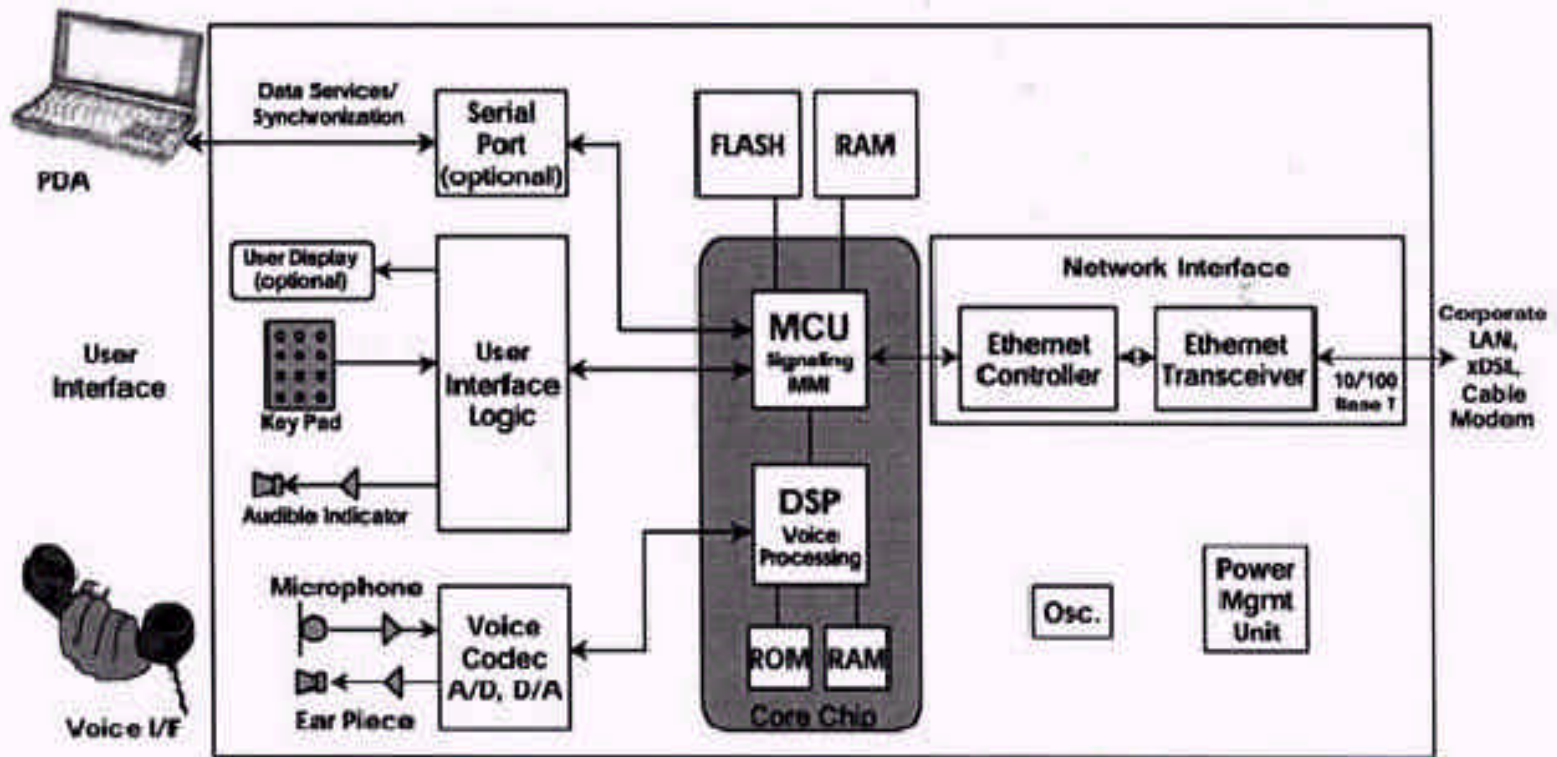 Data Services/
Synchronization
PDA
Serial
Port
(optional)
FLASH
RAM
User Display
(optional)
User
Interface
Key Pad
Audible Indicator
User
Interface
Logic
MCU
Signaling
MMI
DSP
Voice
Processing
ROM
RAM
Core Chip
Network Interface
Ethernet
Controller
Ethernet
Transceiver
10/100
Base T
Corporate
LAN,
xDSL,
Cable
Modem
Microphone
Ear Piece
Voice
Codec
A/D, D/A
Voice I/F
Osc.
Power
Mgmt
Unit